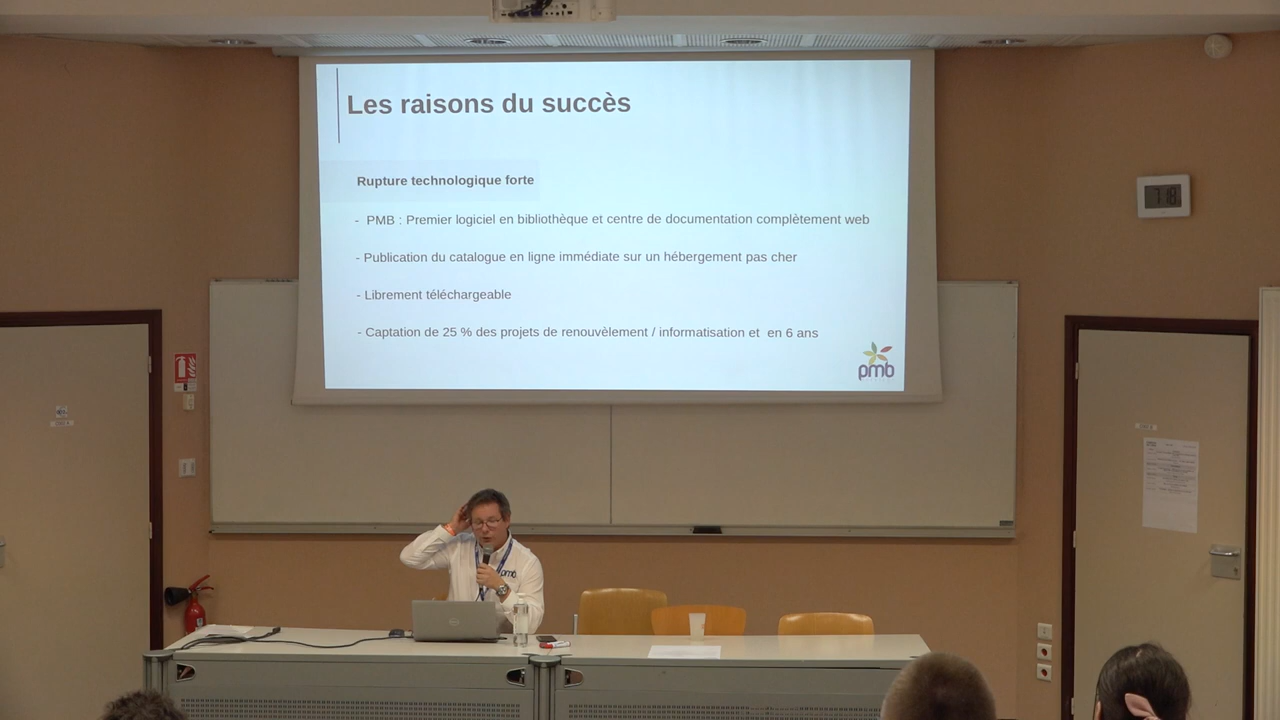 Les raisons du succès
Rupture technologique forte
- PMB : Premier logiciel en bibliothèque et centre de documentation complètement web
- Publication du catalogue en ligne immédiate sur un hébergement pas cher
- Librement téléchargeable
- Captation de 25 % des projets de renouvèlement / informatisation et en 6 ans
pmb
pmb